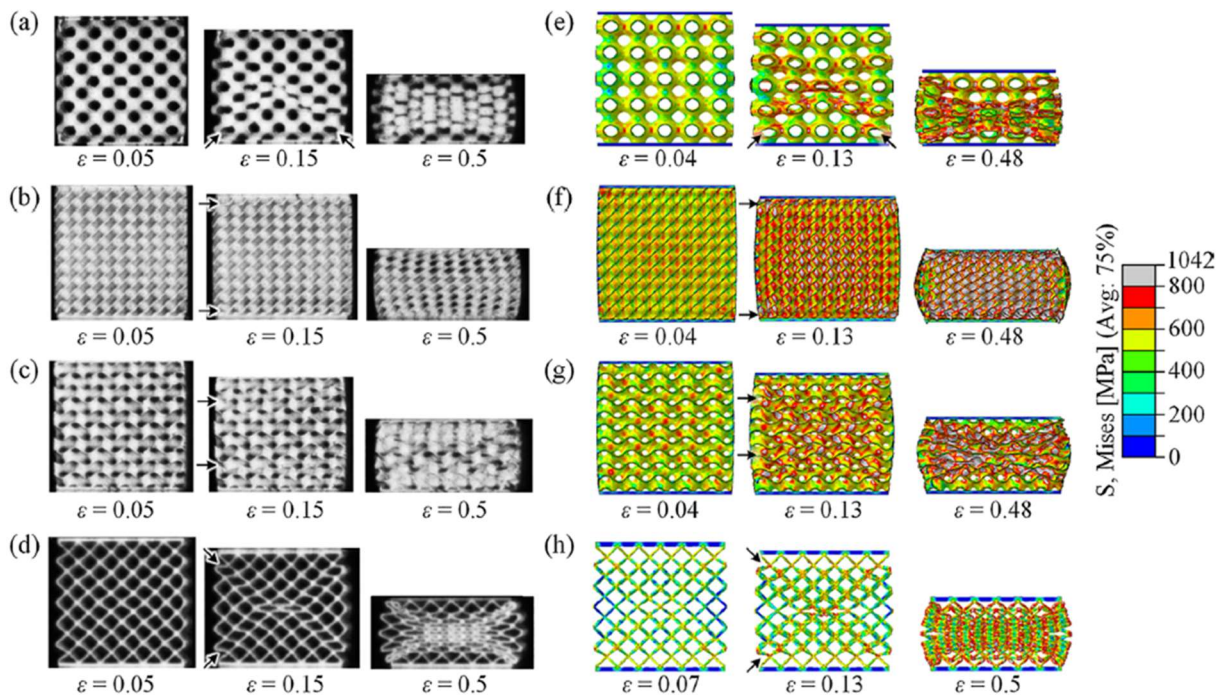 (a)
ε = 0.05 ε = 0.15 ε = 0.5
(e)
ε = 0.04 ε = 0.13 ε = 0.48
(b)
ε = 0.05 ε = 0.15 ε = 0.5
(f)
ε = 0.04 ε = 0.13 ε = 0.48
(c)
ε = 0.05 ε = 0.15 ε = 0.5
(g)
ε = 0.04 ε = 0.13 ε = 0.48
(d)
ε = 0.05 ε = 0.15 ε = 0.5
(h)
ε = 0.07 ε = 0.13 ε = 0.5
S, Mises [MPa] (Avg: 75%)
1042
800
600
400
200
0